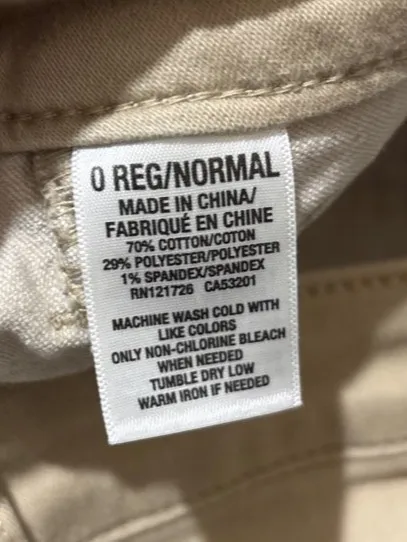 0 REG/NORMAL
MADE IN CHINA/
FABRIQUÉ EN CHINE
70% COTTON/COTON
29% POLYESTER/POLYESTER
1% SPANDEX/SPANDEX
RN121726 CA53201
MACHINE WASH COLD WITH
LIKE COLORS
ONLY NON-CHLORINE BLEACH
WHEN NEEDED
TUMBLE DRY LOW
WARM IRON IF NEEDED